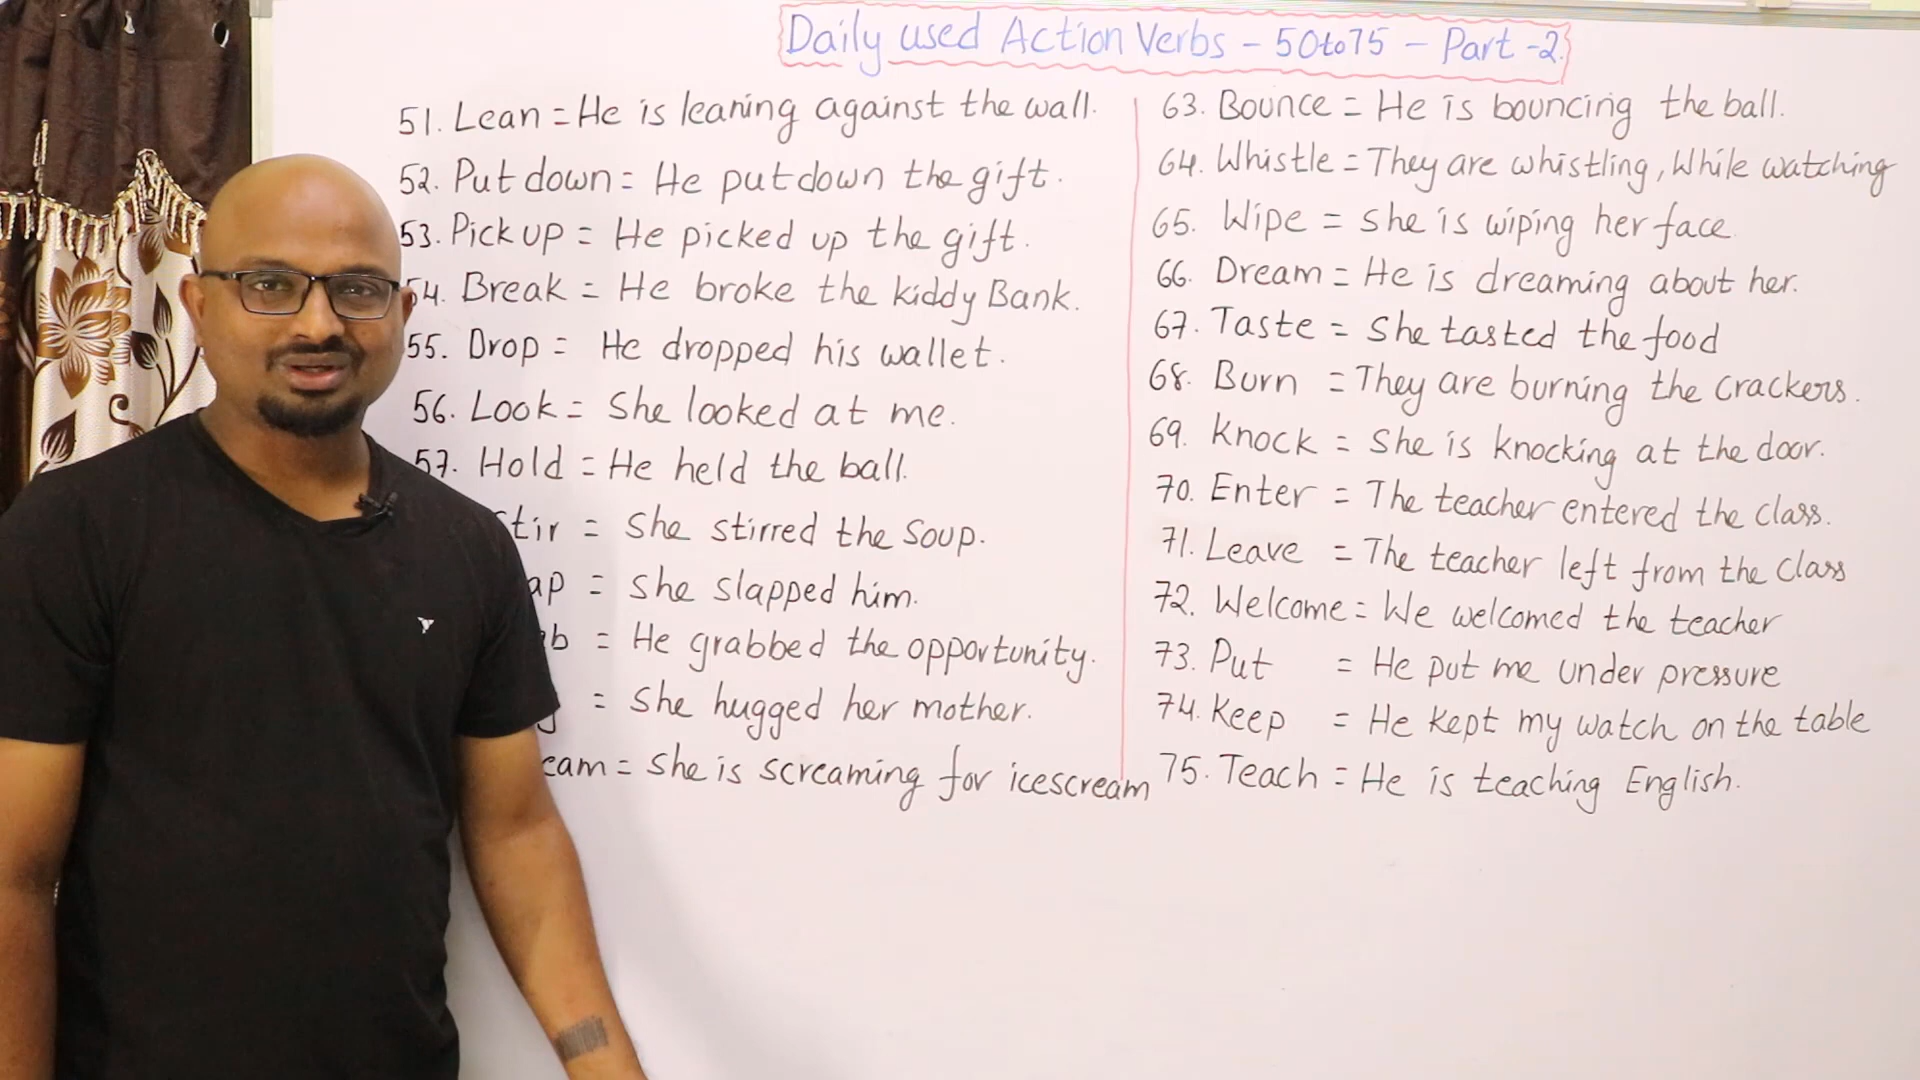 Daily used Action Verbs - 50to75 - Part -2
51. Lean = He is leaning against the wall.
52. Put down = He put down the gift.
53. Pick up = He picked up the gift.
54. Break = He broke the kiddy Bank.
55. Drop = He dropped his wallet.
56. Look = She looked at me.
57. Hold = He held the ball.
tir = She stirred the Soup.
ap = She slapped him.
b = He grabbed the opportunity.
= She hugged her mother.
eam = She is screaming for icescream
63. Bounce = He is bouncing the ball.
64. Whistle = They are whistling, While watching
65. Wipe = She is wiping her face
66. Dream = He is dreaming about her.
67. Taste = She tasted the food
68. Burn = They are burning the crackers.
69. Knock = She is knocking at the door.
70. Enter = The teacher entered the class.
71. Leave = The teacher left from the class
72. Welcome = We welcomed the teacher
73. Put = He put me under pressure
74. Keep = He kept my watch on the table
75. Teach = He is teaching English.